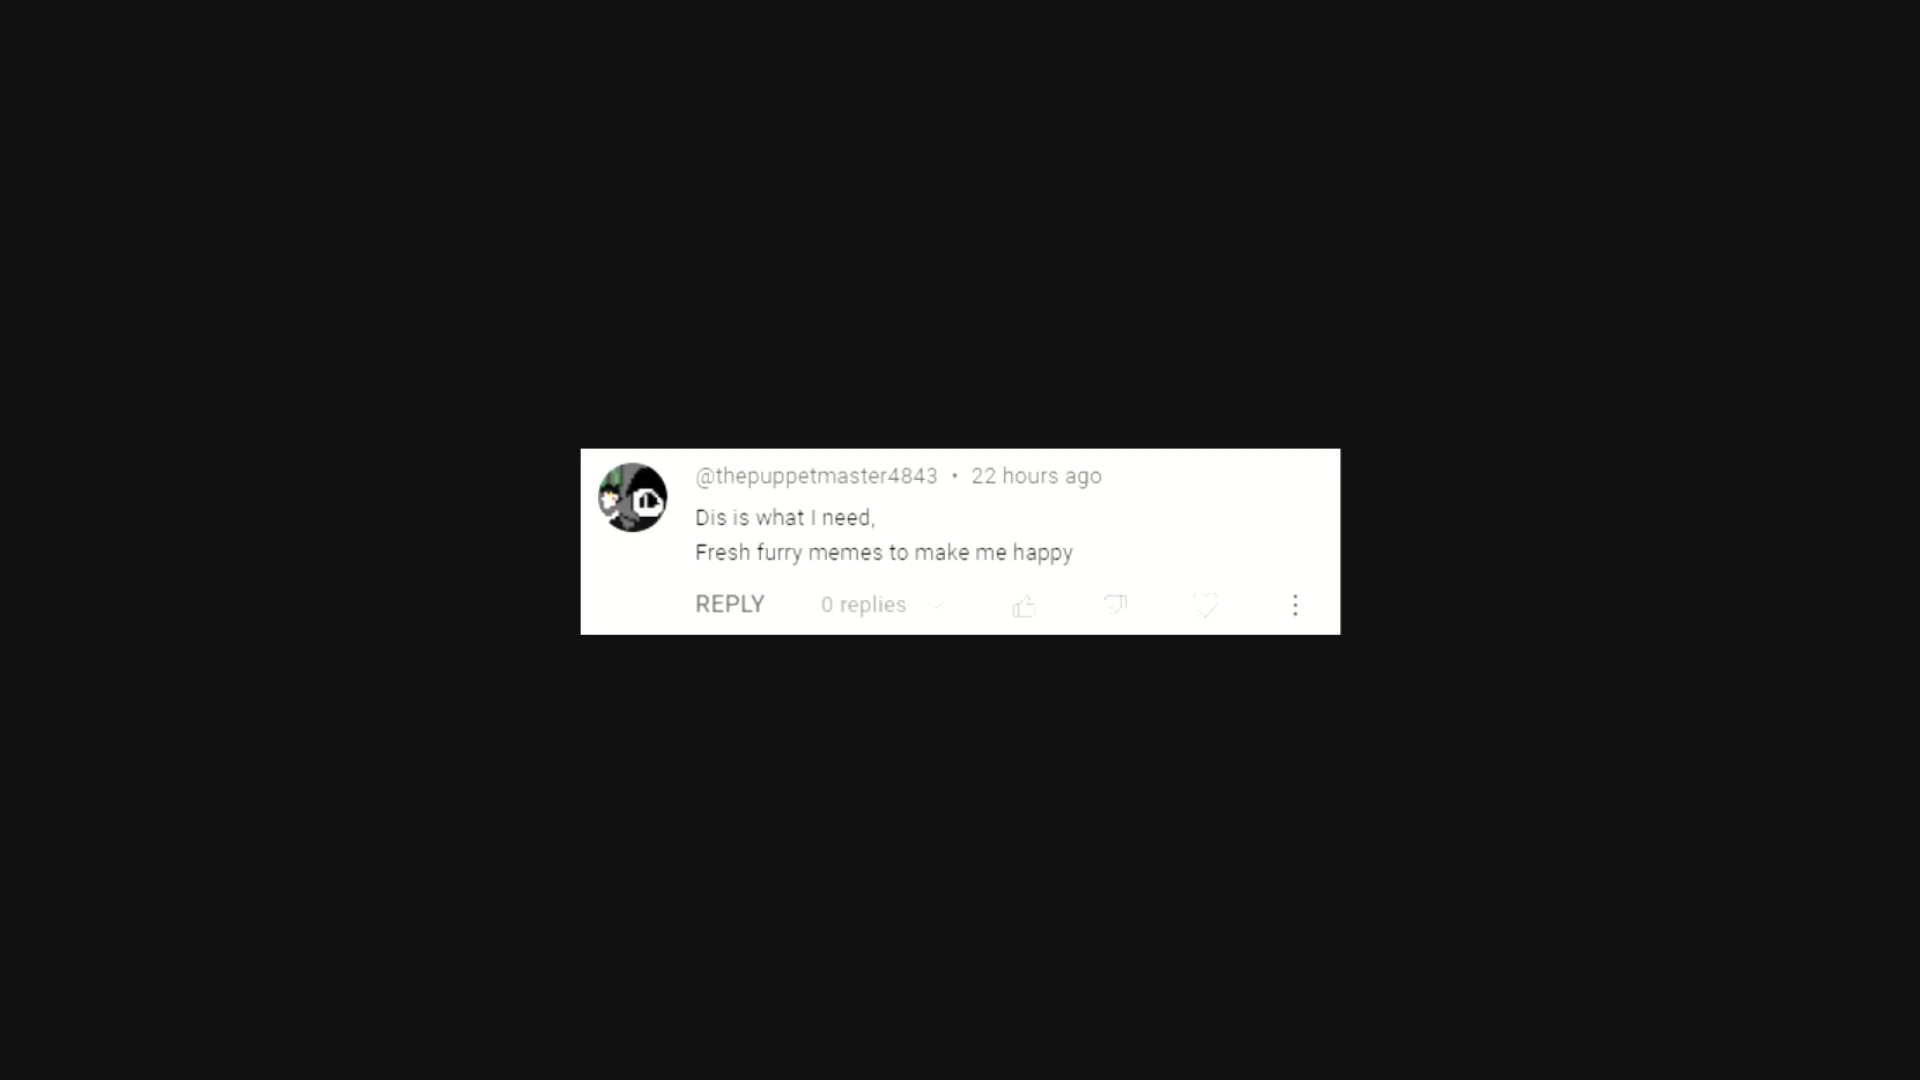 @thepuppetmaster4843 • 22 hours ago
Dis is what I need,
Fresh furry memes to make me happy
REPLY 0 replies